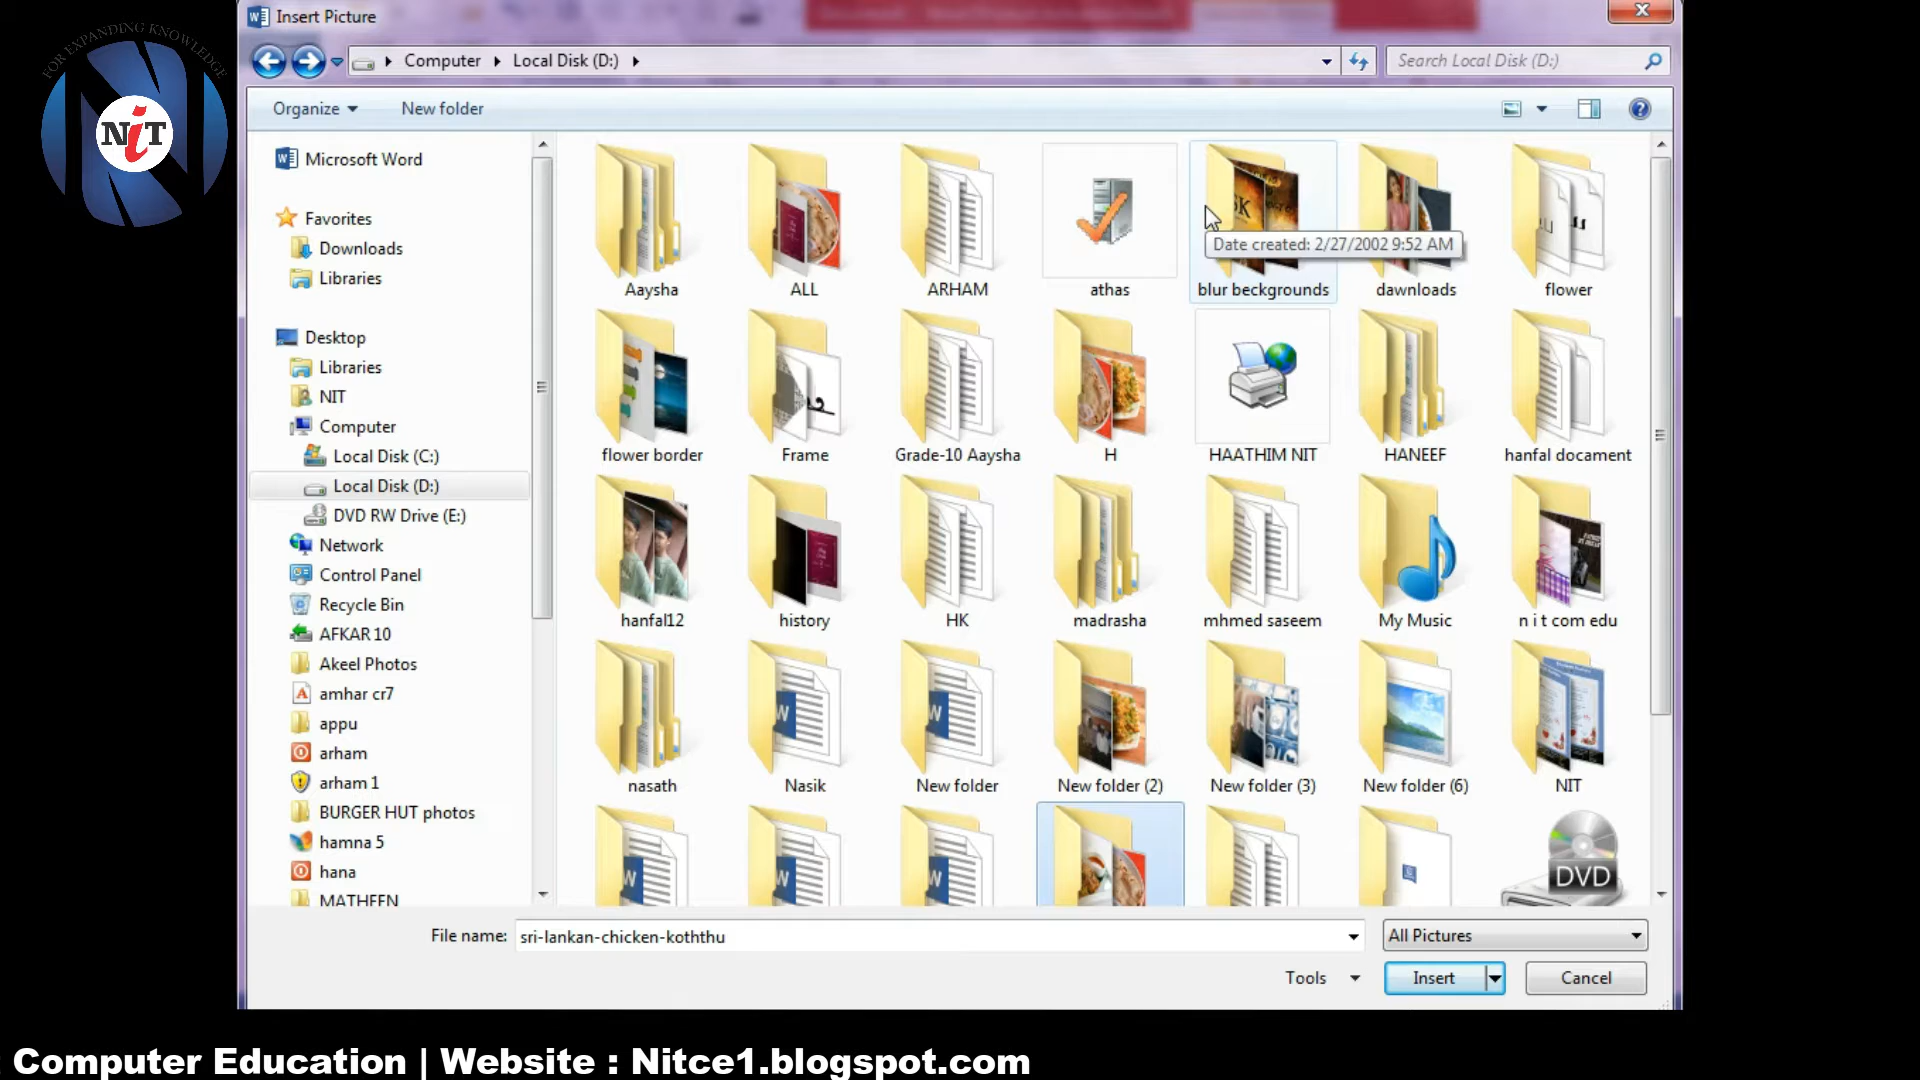 Insert Picture
FOR EXPANDING KNOWLEDGE
NiT
Computer Local Disk (D:)
Search Local Disk (D:)
Organize New folder
Microsoft Word
Favorites
Downloads
Libraries
Desktop
Libraries
NIT
Computer
Local Disk (C:)
Local Disk (D:)
DVD RW Drive (E:)
Network
Control Panel
Recycle Bin
AFKAR 10
Akeel Photos
amhar cr7
appu
arham
arham 1
BURGER HUT photos
hamna 5
hana
MATHEEN
Date created: 2/27/2002 9:52 AM
Aaysha ALL ARHAM athas blur beckgrounds dawnloads flower
flower border Frame Grade-10 Aaysha H HAATHIM NIT HANEEF hanfal docament
hanfal12 history HK madrasha mhmed saseem My Music n i t com edu
nasath Nasik New folder New folder (2) New folder (3) New folder (6) NIT
DVD
File name: sri-lankan-chicken-koththu All Pictures
Tools Insert Cancel
: Computer Education | Website : Nitce1.blogspot.com